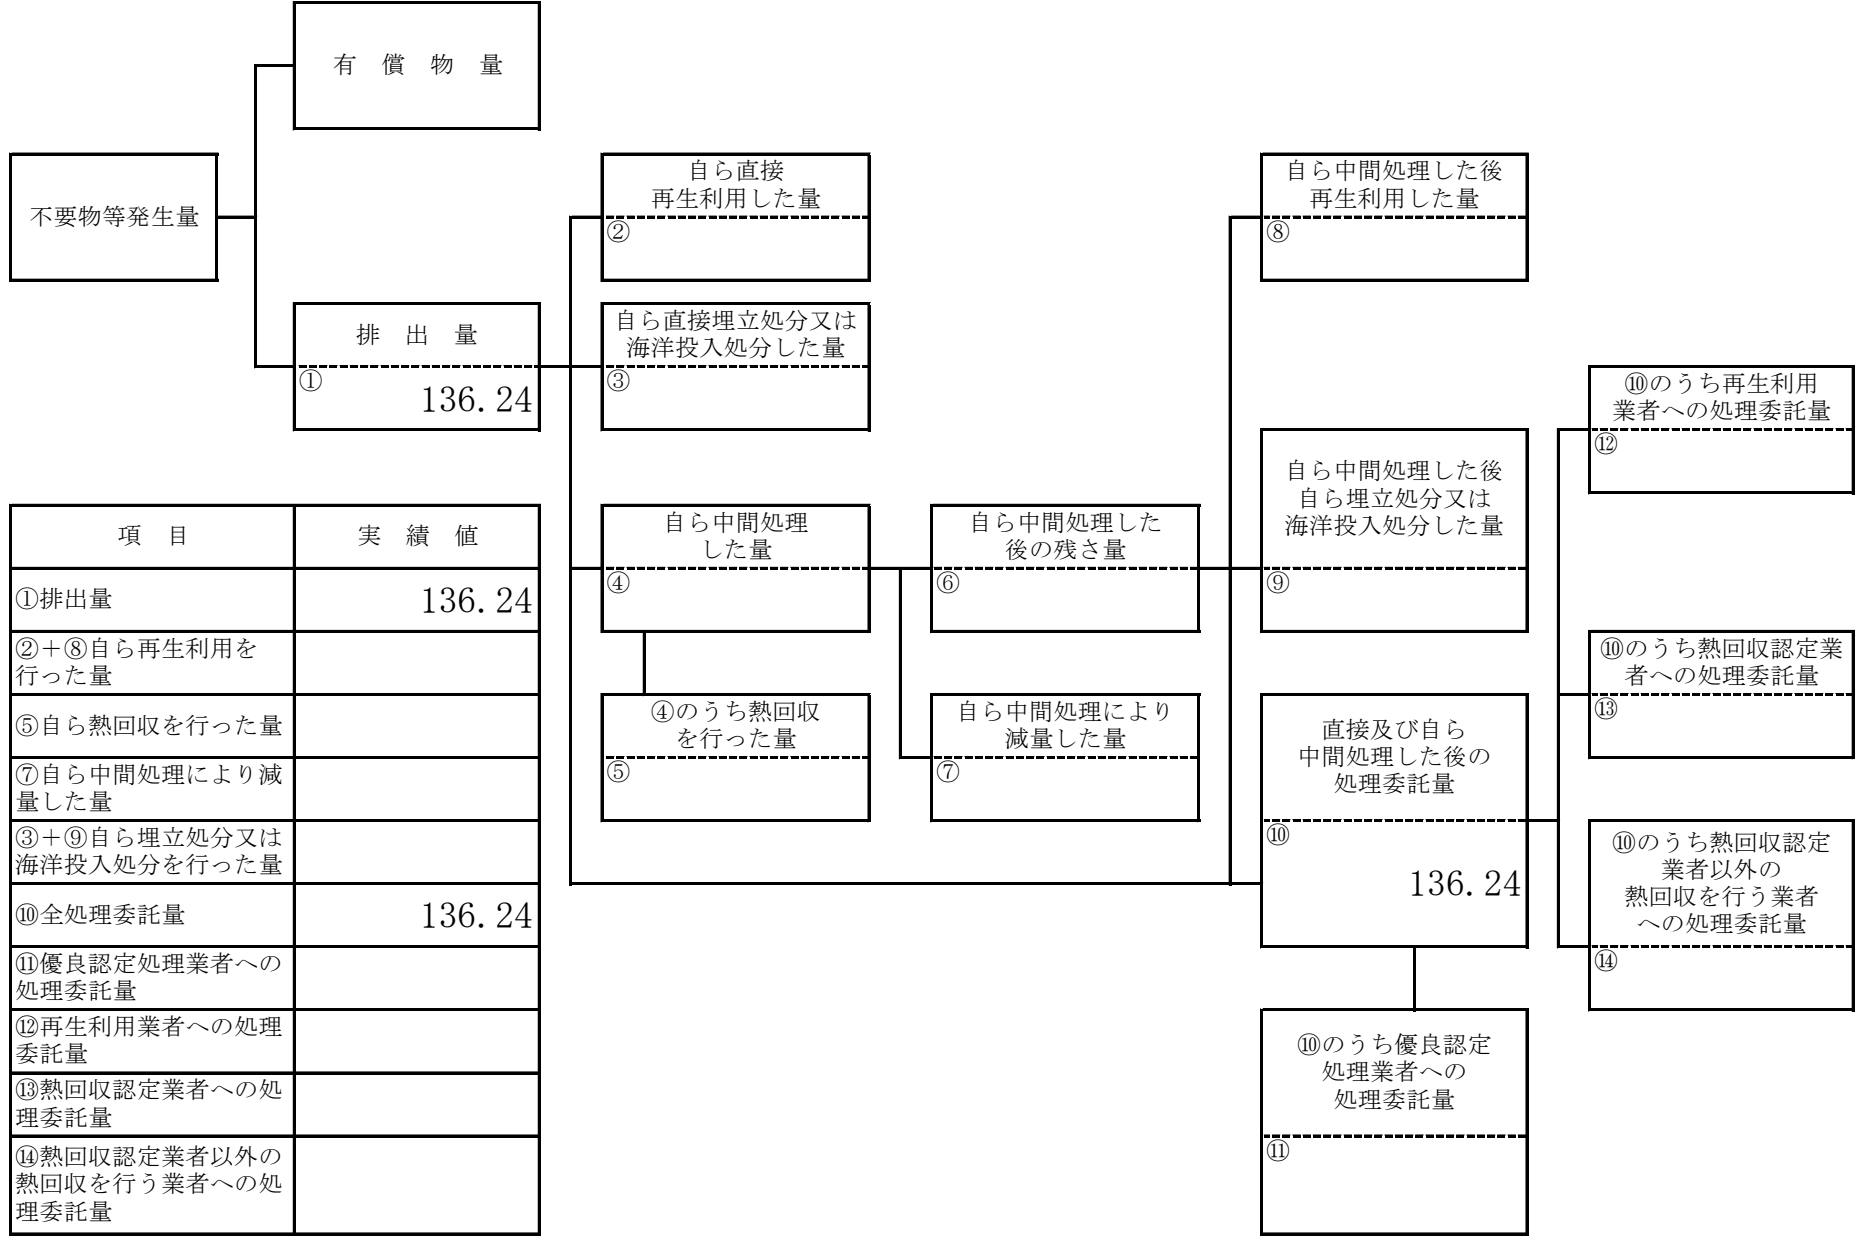 有　償　物　量
不要物等発生量
排　出　量
①
136.24
自ら直接
再生利用した量
②
自ら直接埋立処分又は
海洋投入処分した量
③
自ら中間処理
した量
④
④のうち熱回収
を行った量
⑤
自ら中間処理した
後の残さ量
⑥
自ら中間処理により
減量した量
⑦
自ら中間処理した後
再生利用した量
⑧
自ら中間処理した後
自ら埋立処分又は
海洋投入処分した量
⑨
直接及び自ら
中間処理した後の
処理委託量
⑩
136.24
⑩のうち優良認定
処理業者への
処理委託量
⑪
⑩のうち再生利用
業者への処理委託量
⑫
⑩のうち熱回収認定業
者への処理委託量
⑬
⑩のうち熱回収認定
業者以外の
熱回収を行う業者
への処理委託量
⑭
項　目　実　績　値
①排出量　136.24
②＋⑧自ら再生利用を
行った量
⑤自ら熱回収を行った量
⑦自ら中間処理により減
量した量
③＋⑨自ら埋立処分又は
海洋投入処分を行った量
⑩全処理委託量　136.24
⑪優良認定処理業者への
処理委託量
⑫再生利用業者への処理
委託量
⑬熱回収認定業者への処
理委託量
⑭熱回収認定業者以外の
熱回収を行う業者への処
理委託量